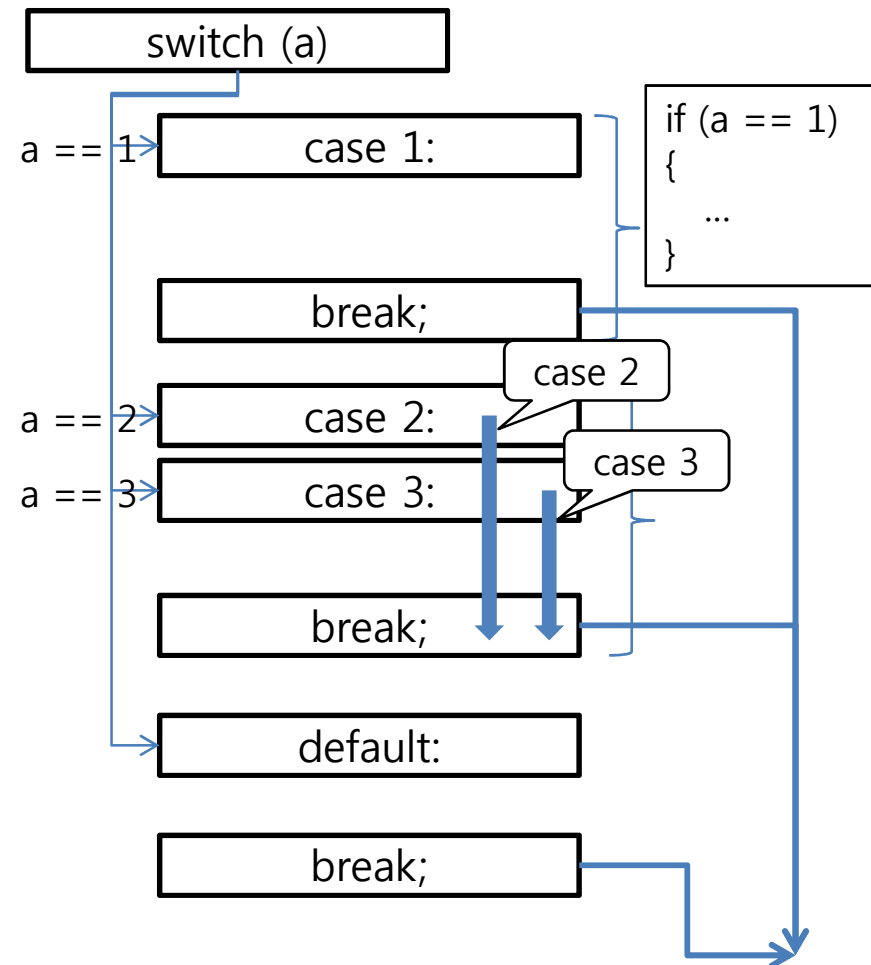 switch (a)
a == 1
case 1:
if (a == 1)
{
...
}
break;
case 2
a == 2
case 2:
case 3
a == 3
case 3:
break;
default:
break;